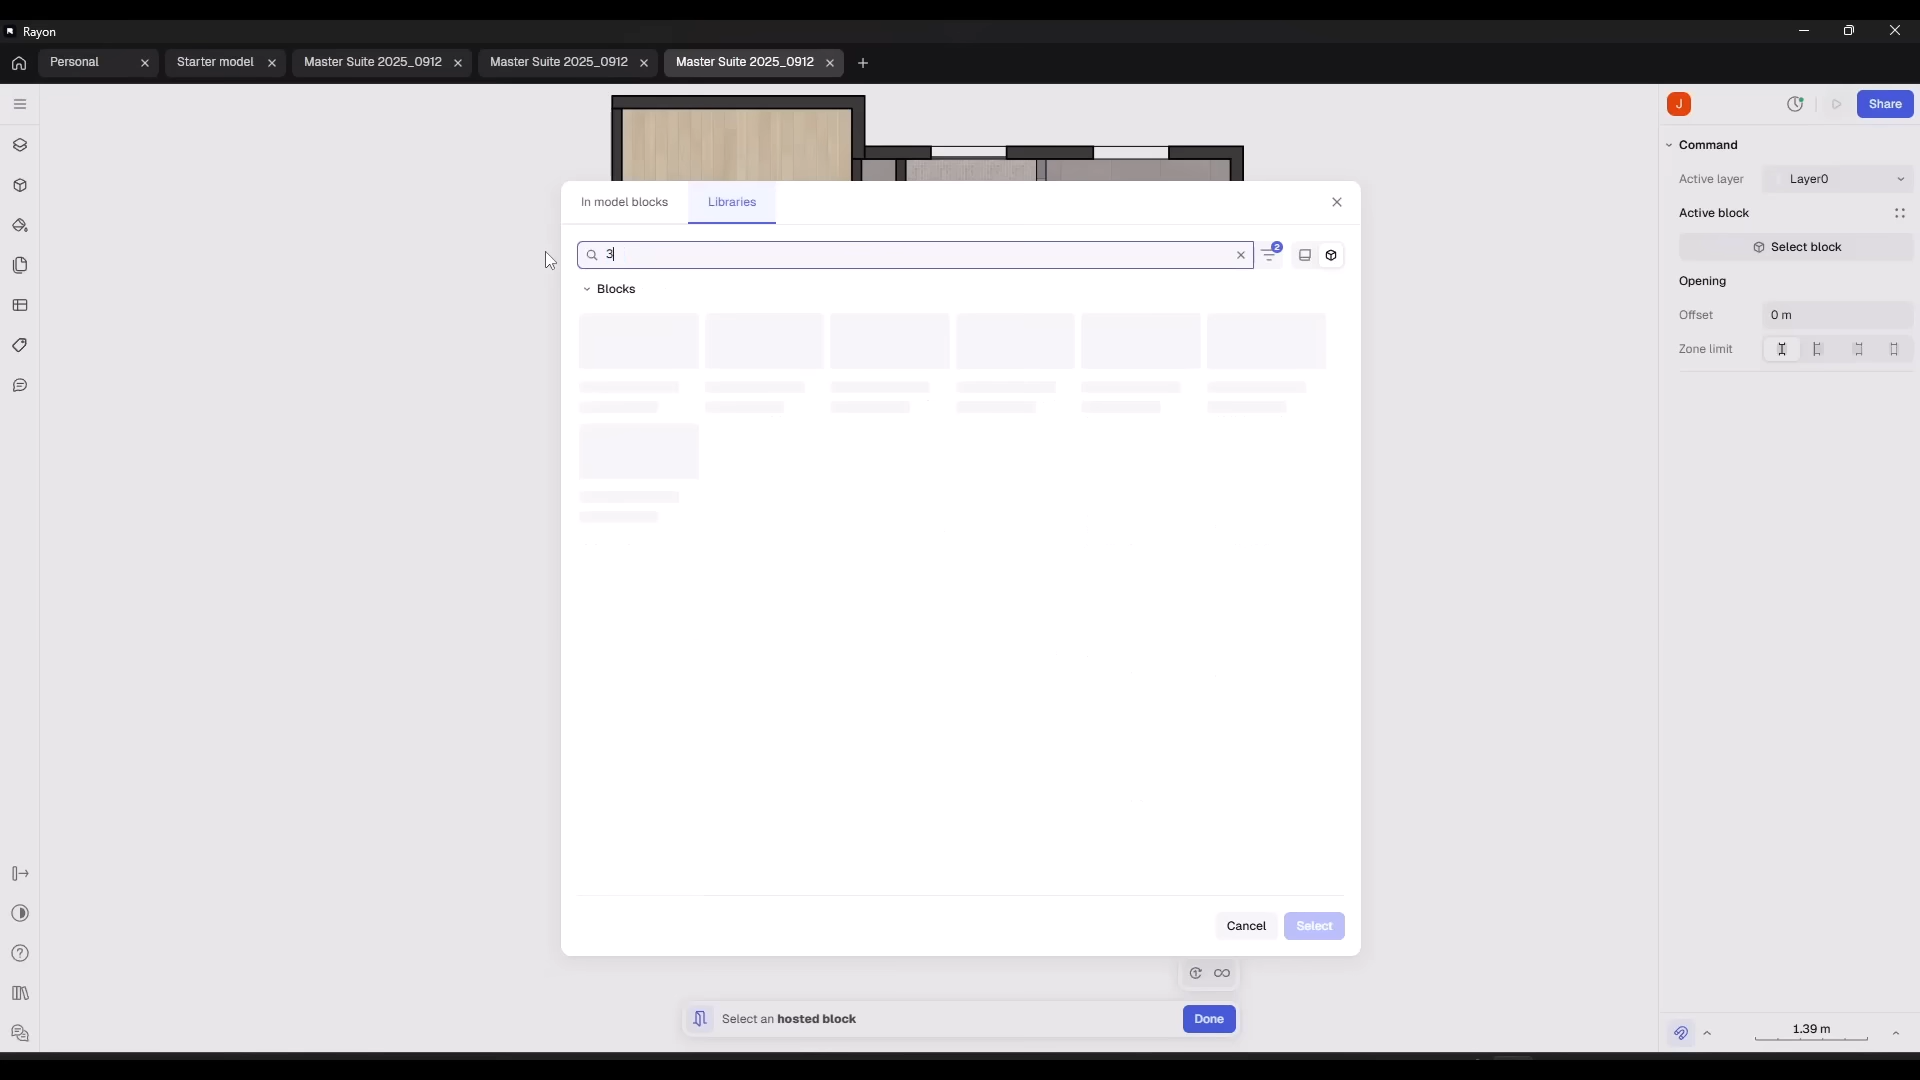 Rayon
Personal
Starter model
Master Suite 2025_0912
Master Suite 2025_0912
Master Suite 2025_0912
J
Share
Command
Active layer
Layer0
Active block
Select block
Opening
Offset
0 m
Zone limit
In model blocks
Libraries
3
2
Blocks
Cancel
Select
Select an hosted block
Done
1.39 m